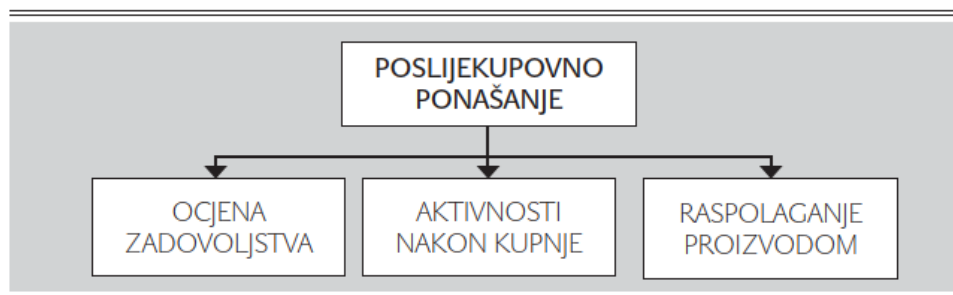 POSLIJEKUPOVNO
PONAŠANJE
OCJENA
ZADOVOLJSTVA
AKTIVNOSTI
NAKON KUPNJE
RASPOLAGANJE
PROIZVODOM